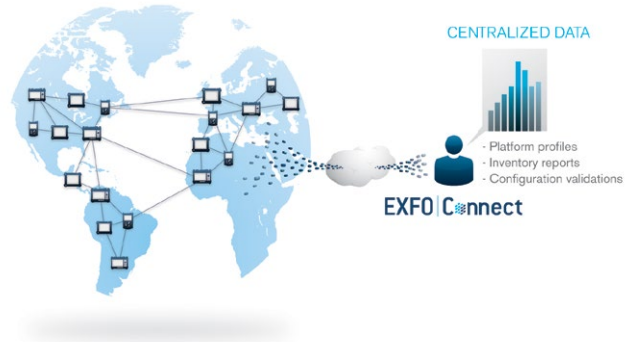 CENTRALIZED DATA
- Platform profiles
- Inventory reports
- Configuration validations
EXFO|Connect